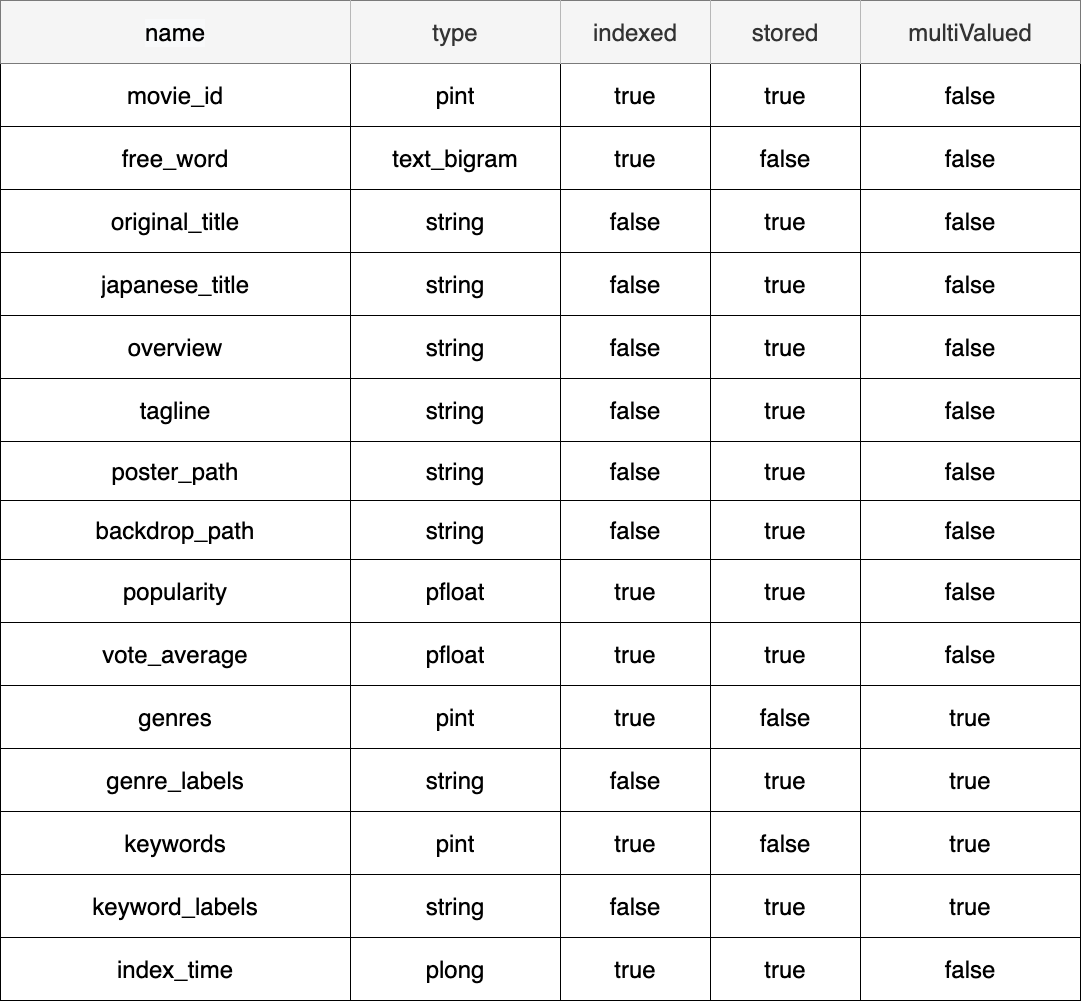 name type indexed stored multiValued
movie_id pint true true false
free_word text_bigram true false false
original_title string false true false
japanese_title string false true false
overview string false true false
tagline string false true false
poster_path string false true false
backdrop_path string false true false
popularity pfloat true true false
vote_average pfloat true true false
genres pint true false true
genre_labels string false true true
keywords pint true false true
keyword_labels string false true true
index_time plong true true false